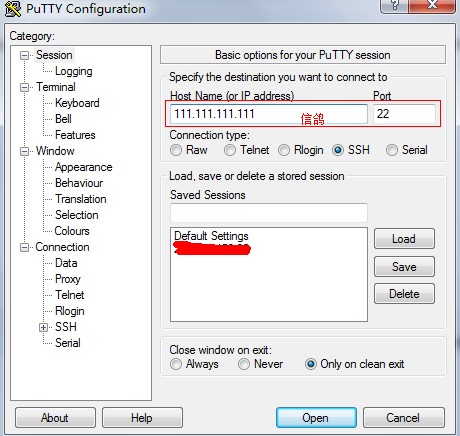 PuTTY Configuration
Category:
Session
Logging
Terminal
Keyboard
Bell
Features
Window
Appearance
Behaviour
Translation
Selection
Colours
Connection
Data
Proxy
Telnet
Rlogin
SSH
Serial
Basic options for your PuTTY session
Specify the destination you want to connect to
Host Name (or IP address) Port
111.111.111.111 信鸽 22
Connection type:
Raw Telnet Rlogin SSH Serial
Load, save or delete a stored session
Saved Sessions
Default Settings
Load
Save
Delete
Close window on exit:
Always Never Only on clean exit
About Help Open Cancel